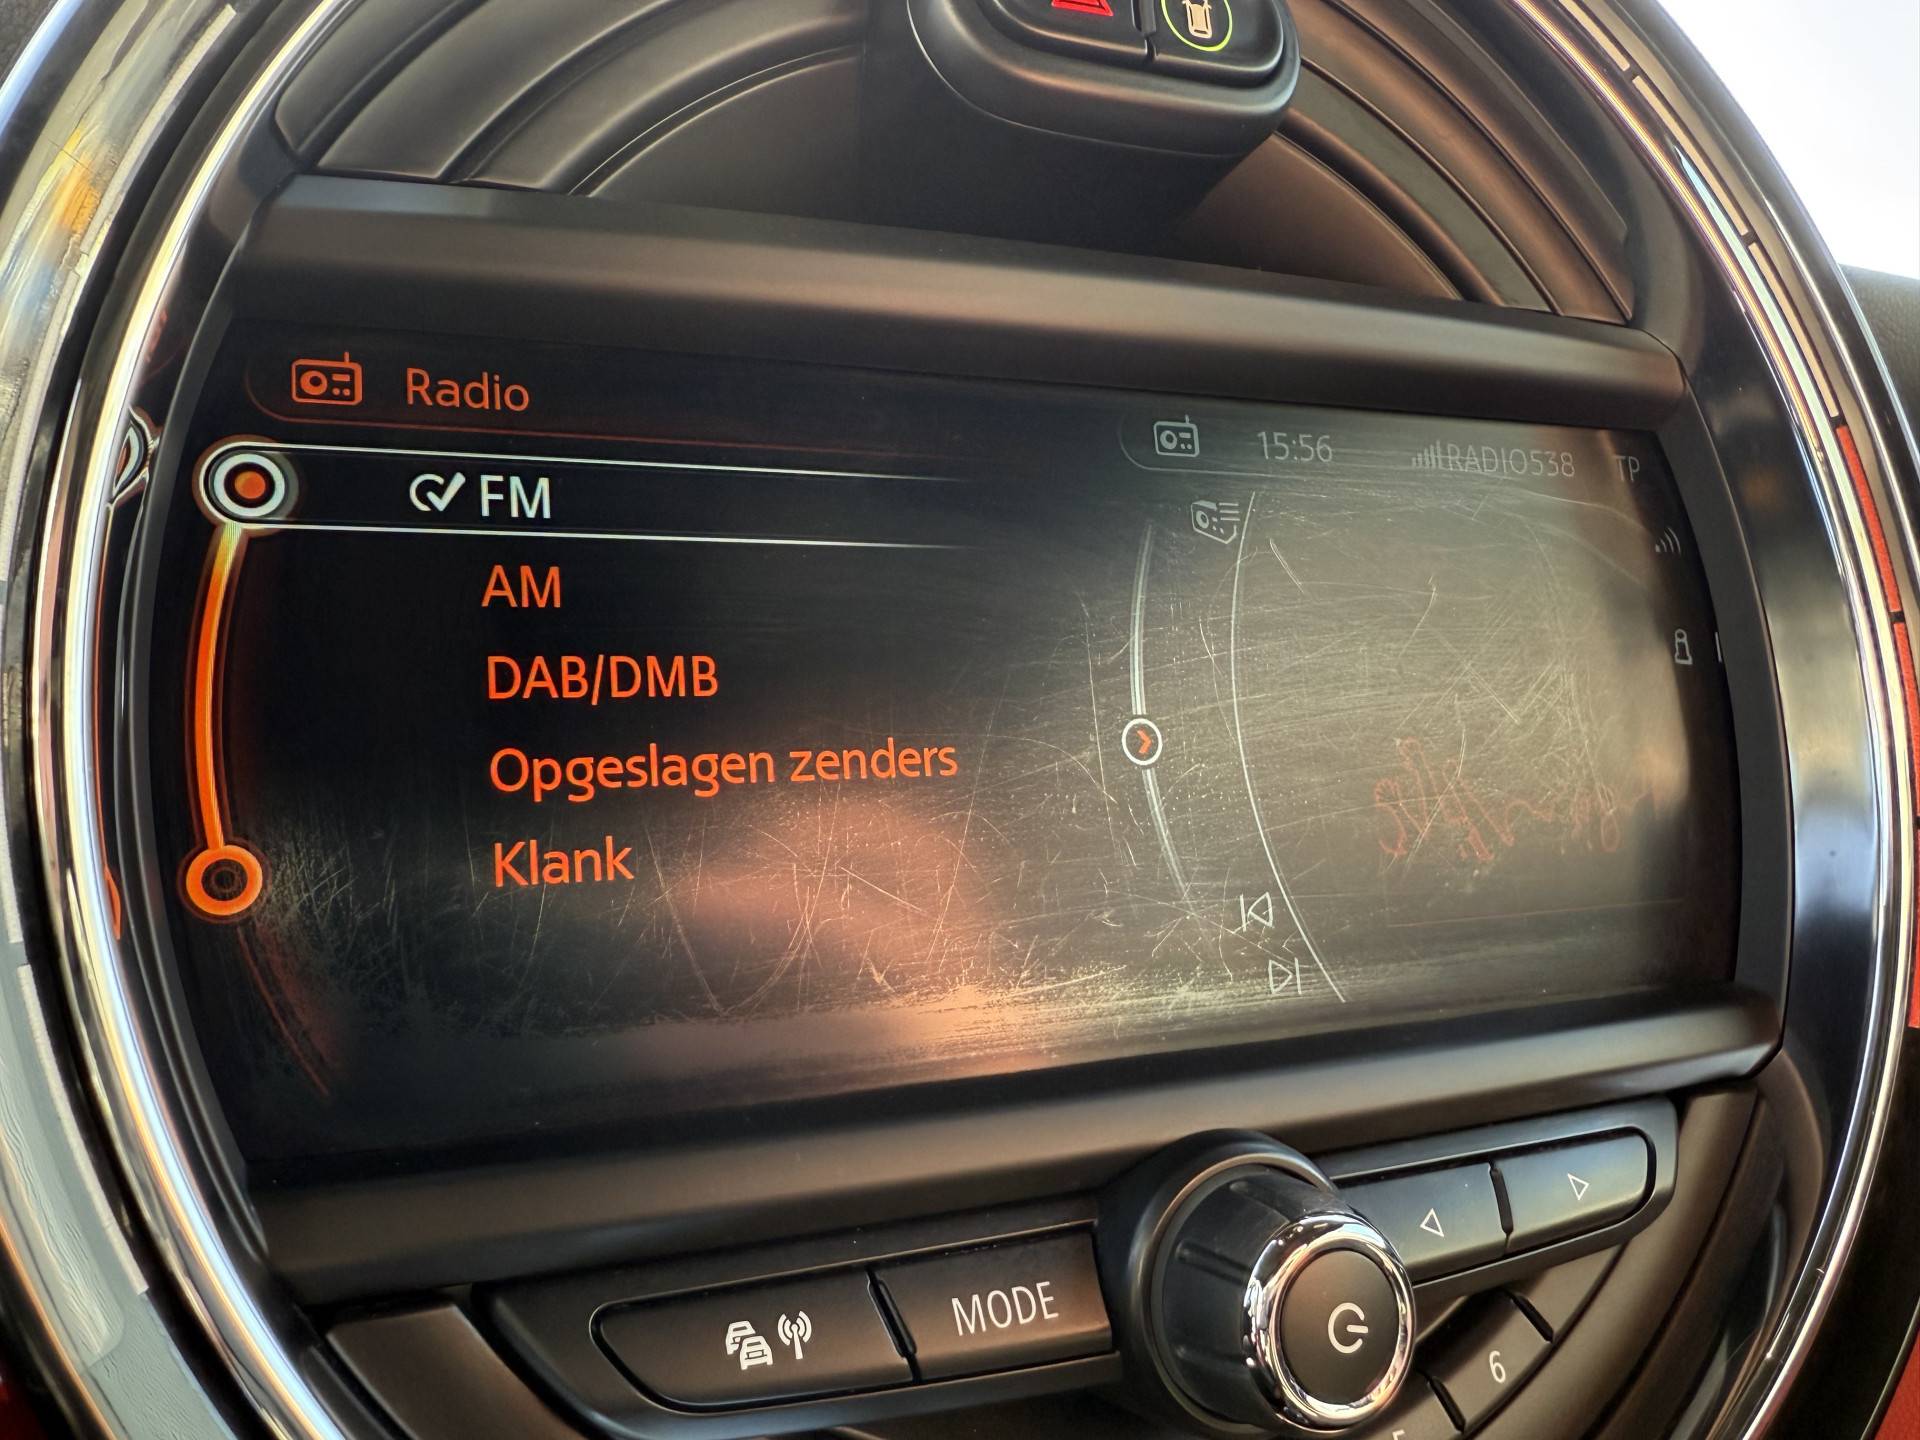 Radio
15:56 RADIO538 TP
FM
AM
DAB/DMB
Opgeslagen zenders
Klank
MODE
6